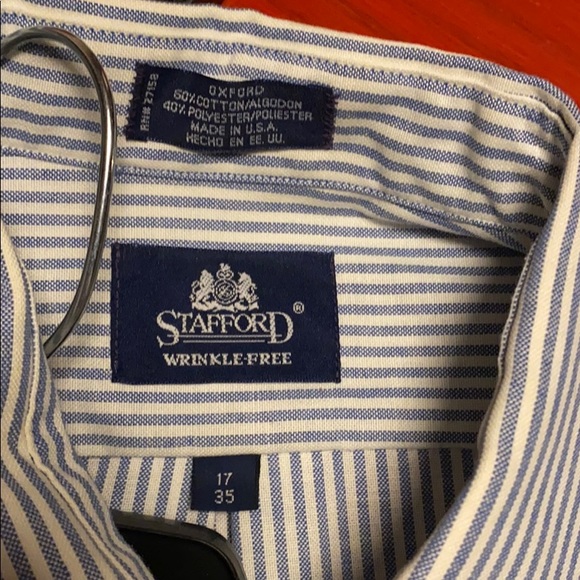 OXFORD
60% COTTON/ALGODON
40% POLYESTER/POLIESTER
MADE IN U.S.A.
HECHO EN EE. UU.
RN# 27158
STAFFORD®
WRINKLE-FREE
17
35